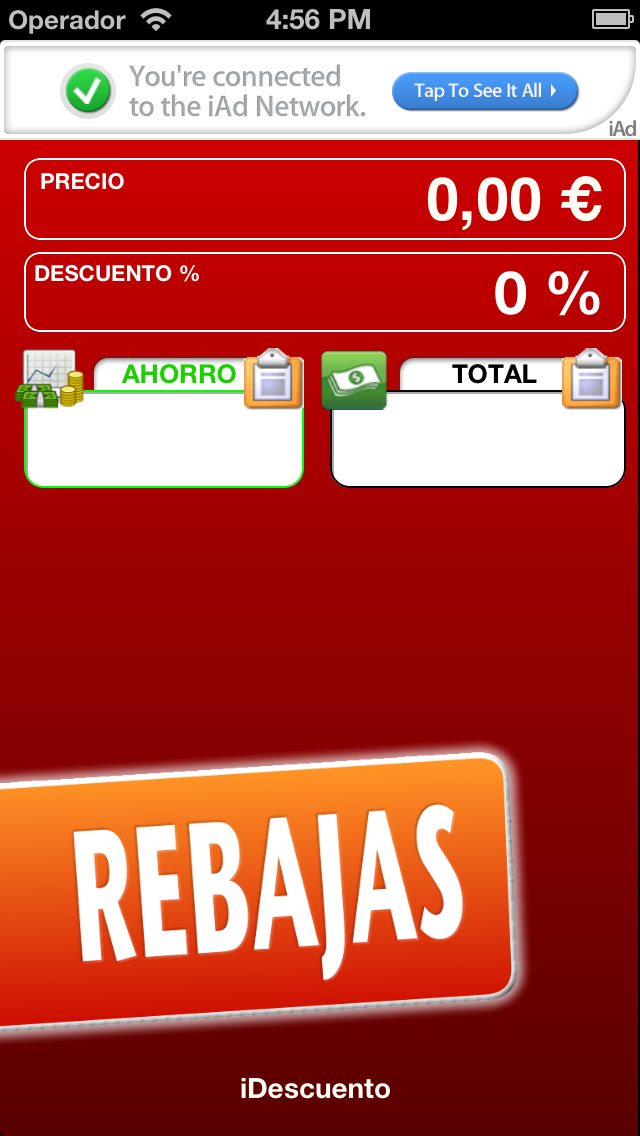 Operador 4:56 PM
You're connected
to the iAd Network.
Tap To See It All
iAd
PRECIO 0,00 €
DESCUENTO % 0 %
AHORRO TOTAL
REBAJAS
iDescuento